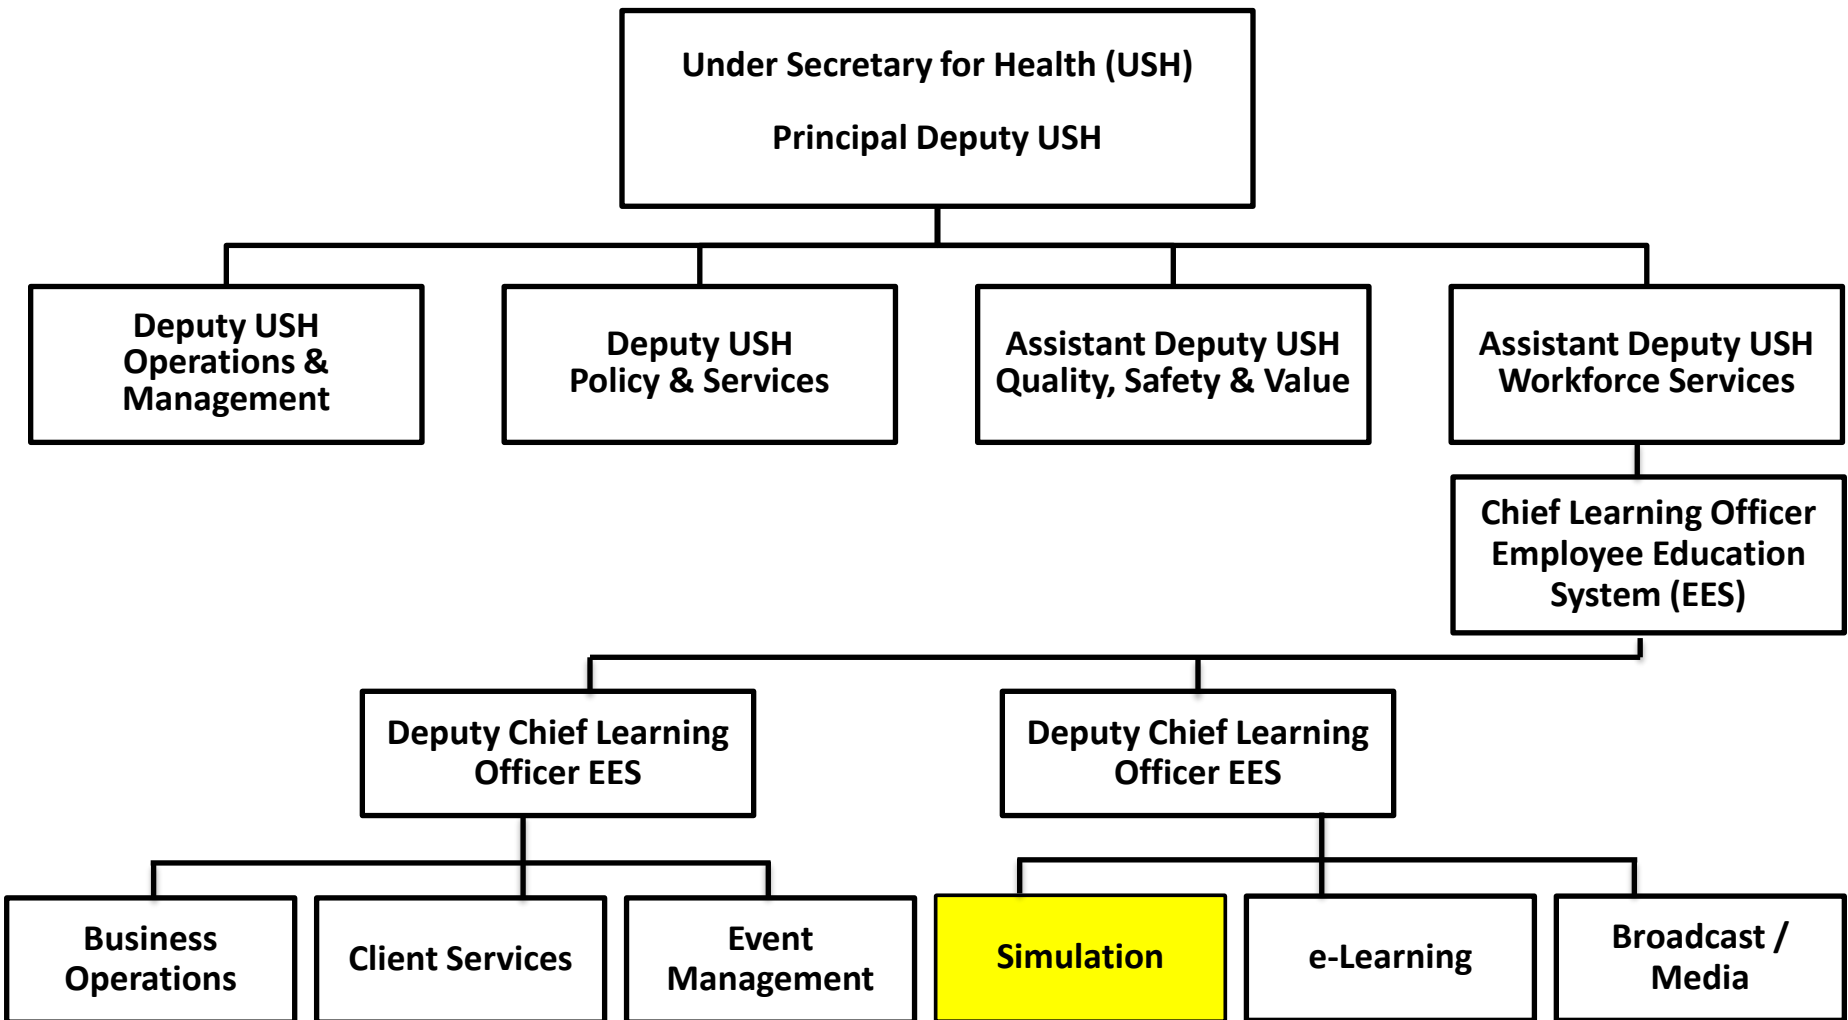 Under Secretary for Health (USH)
Principal Deputy USH
Deputy USH
Operations &
Management
Deputy USH
Policy & Services
Assistant Deputy USH
Quality, Safety & Value
Assistant Deputy USH
Workforce Services
Chief Learning Officer
Employee Education
System (EES)
Deputy Chief Learning
Officer EES
Deputy Chief Learning
Officer EES
Business
Operations
Client Services
Event
Management
Simulation
e-Learning
Broadcast /
Media